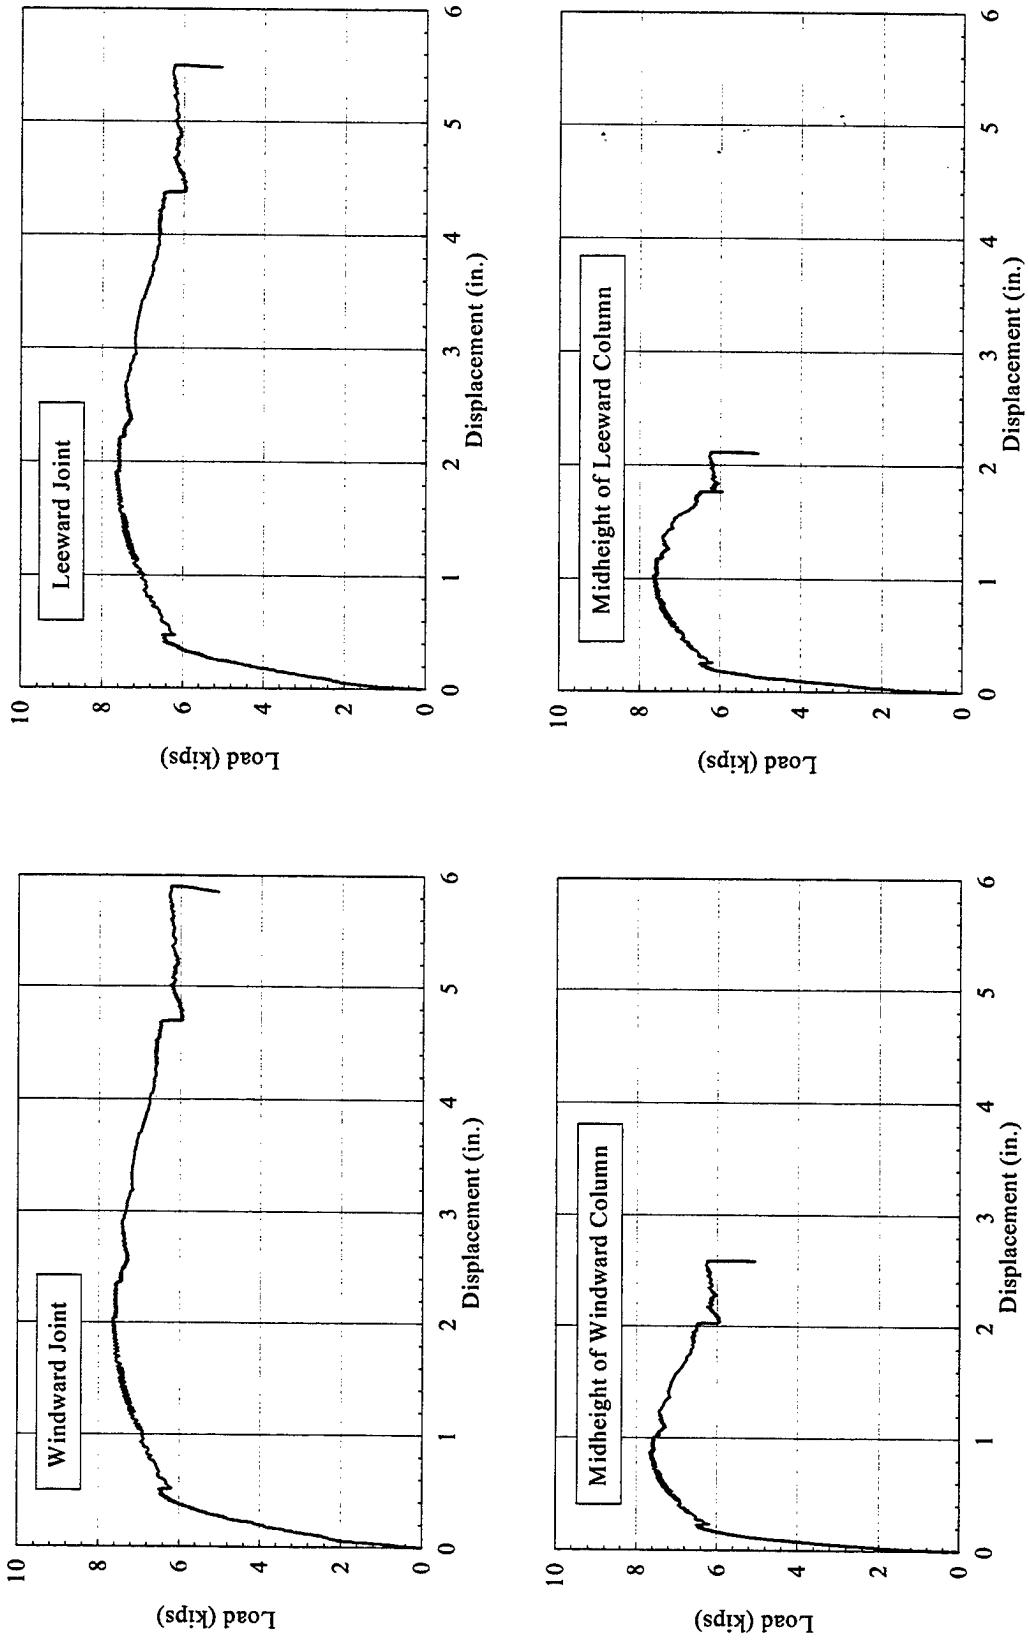 Windward Joint
Load (kips)
10
8
6
4
2
0
0 1 2 3 4 5 6
Displacement (in.)
Leeward Joint
Load (kips)
10
8
6
4
2
0
0 1 2 3 4 5 6
Displacement (in.)
Midheight of Windward Column
Load (kips)
10
8
6
4
2
0
0 1 2 3 4 5 6
Displacement (in.)
Midheight of Leeward Column
Load (kips)
10
8
6
4
2
0
0 1 2 3 4 5 6
Displacement (in.)